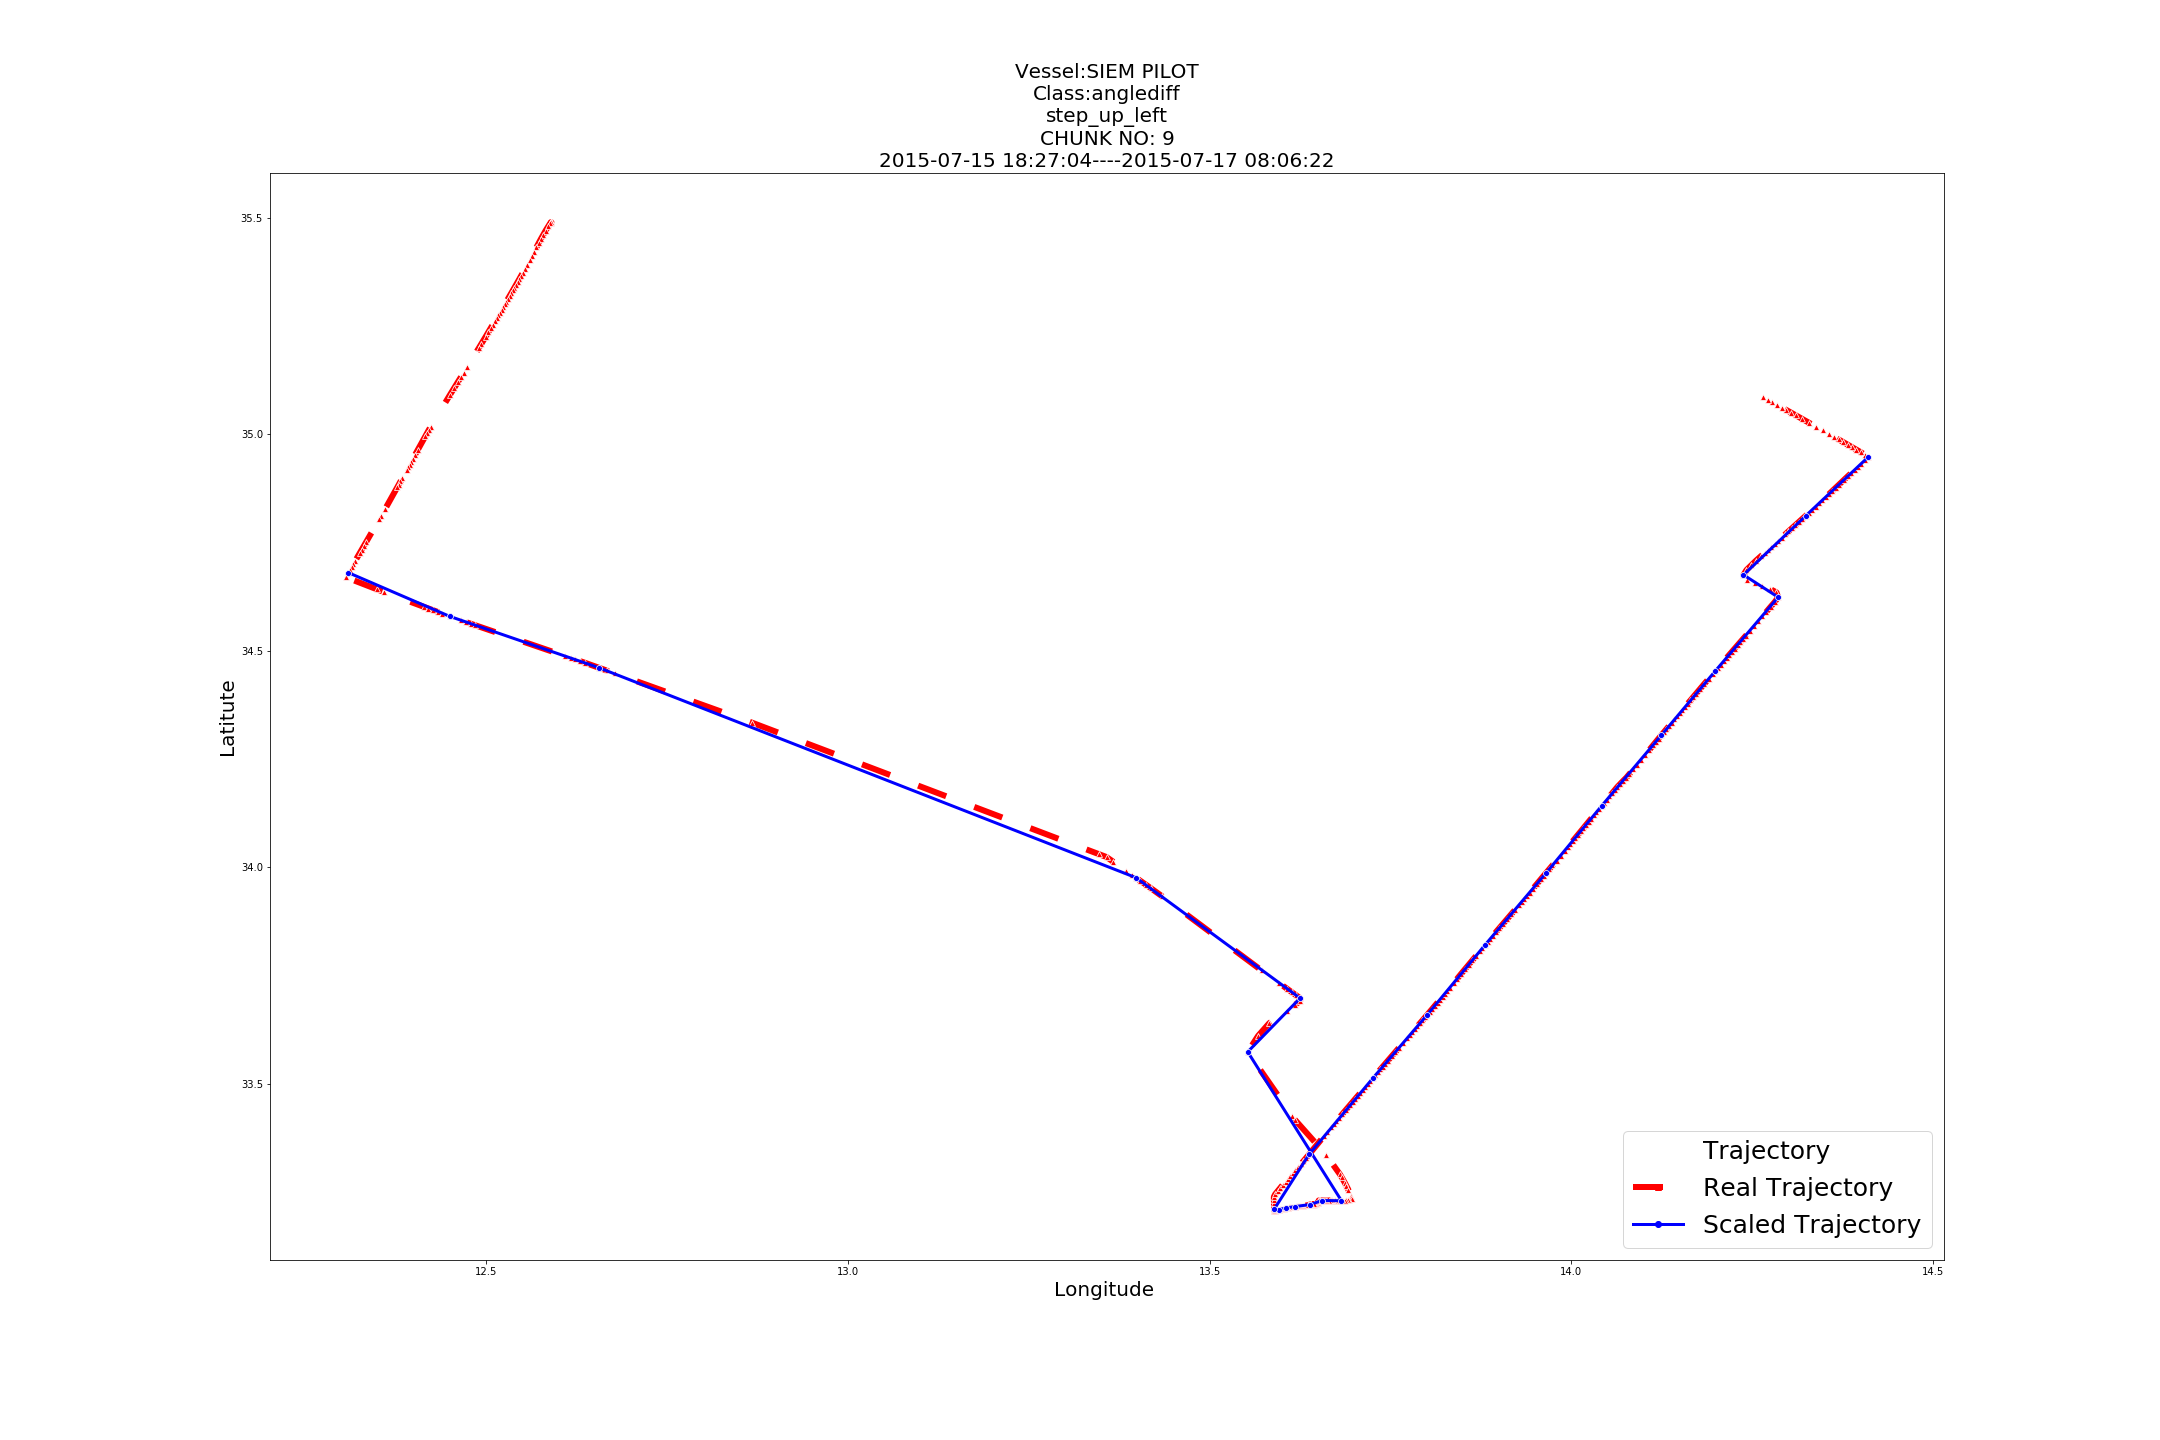 Vessel:SIEM PILOT
Class:anglediff
step_up_left
CHUNK NO: 9
2015-07-15 18:27:04----2015-07-17 08:06:22
35.5
35.0
34.5
34.0
33.5
Latitute
12.5
13.0
13.5
14.0
14.5
Longitude
Trajectory
Real Trajectory
Scaled Trajectory